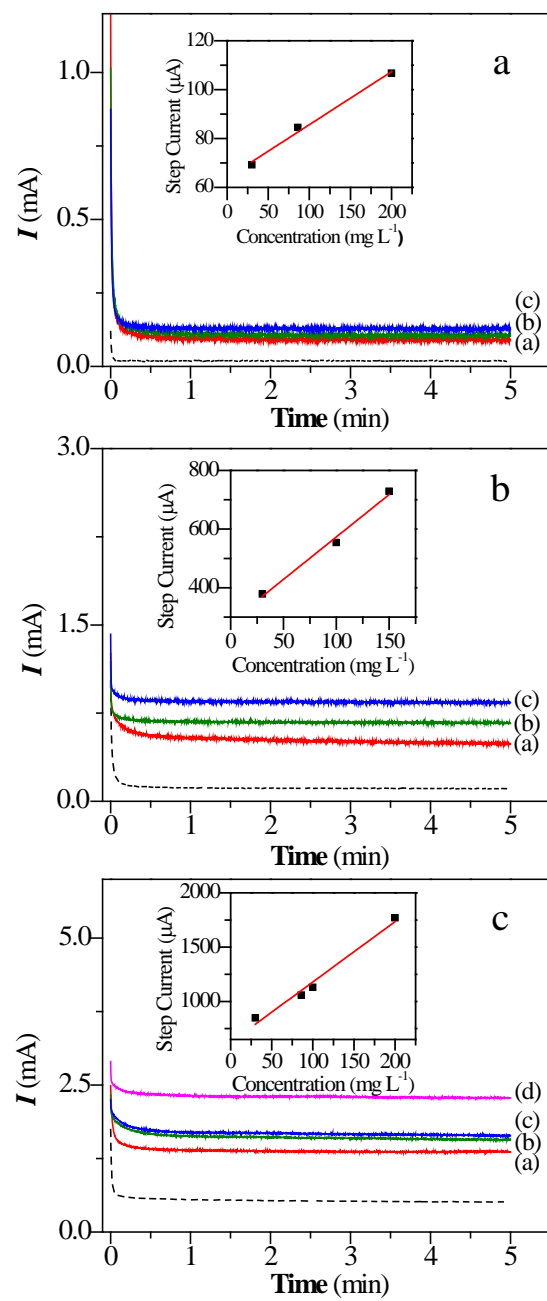 a
120
100
80
60
Step Current (μA)
0 50 100 150 200
Concentration (mg L⁻¹)
1.0
0.5
0.0
I (mA)
(c)
(b)
(a)
0 1 2 3 4 5
Time (min)
b
800
600
400
Step Current (μA)
0 50 100 150
Concentration (mg L⁻¹)
3.0
1.5
0.0
I (mA)
(c)
(b)
(a)
0 1 2 3 4 5
Time (min)
c
2000
1500
1000
Step Current (μA)
0 50 100 150 200
Concentration (mg L⁻¹)
5.0
2.5
0.0
I (mA)
(d)
(c)
(b)
(a)
0 1 2 3 4 5
Time (min)